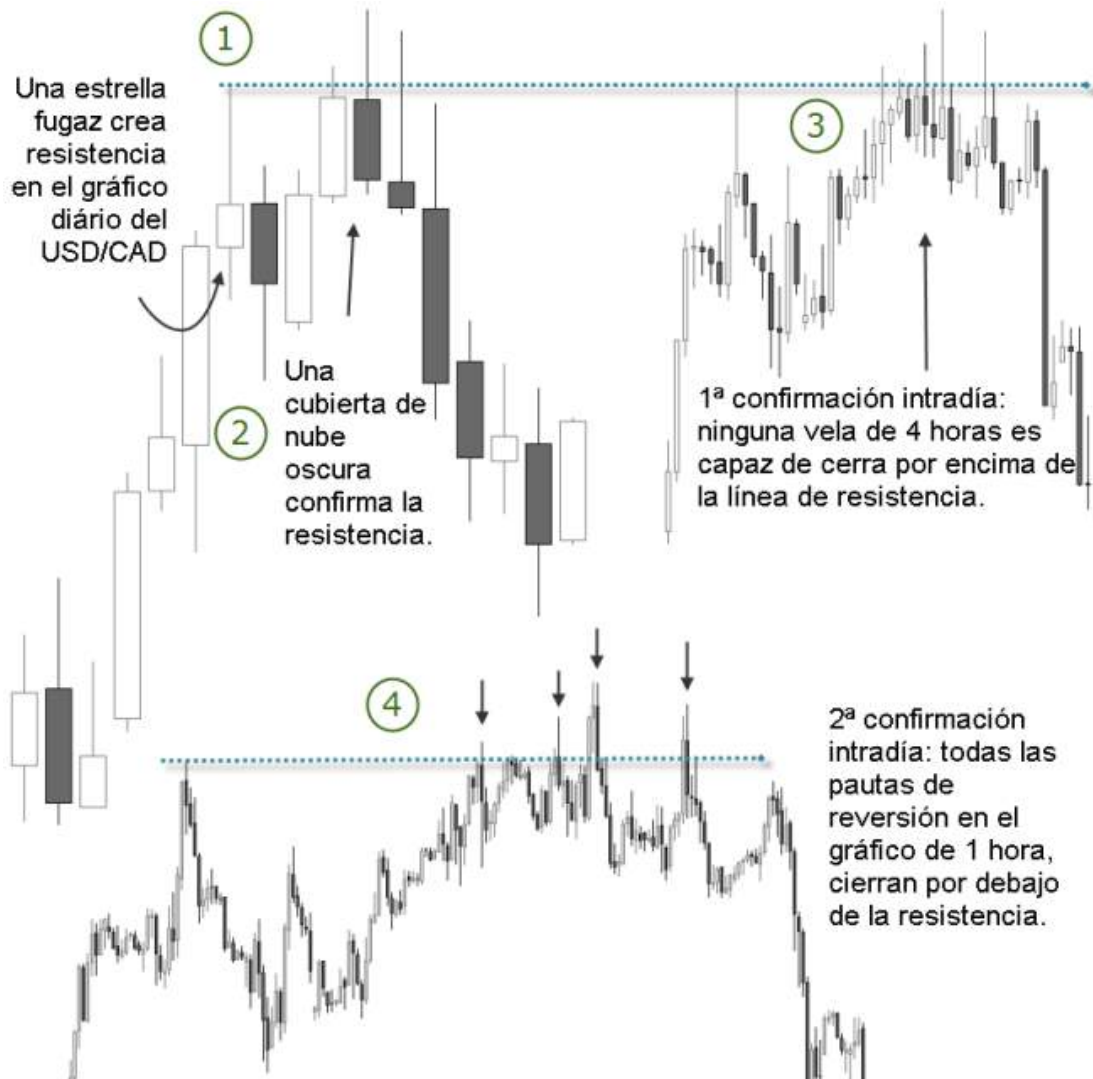 1
Una estrella
fugaz crea
resistencia
en el gráfico
diário del
USD/CAD
2
Una
cubierta de
nube
oscura
confirma la
resistencia.
3
1ª confirmación intradía:
ninguna vela de 4 horas es
capaz de cerra por encima de
la línea de resistencia.
4
2ª confirmación
intradía: todas las
pautas de
reversión en el
gráfico de 1 hora,
cierran por debajo
de la resistencia.